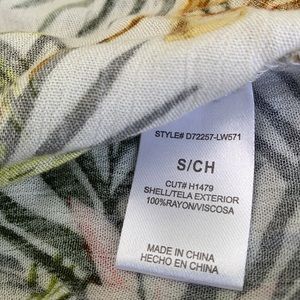 STYLE# D72257-LW571
S/CH
CUT# H1479
SHELL/TELA EXTERIOR
100%RAYON/VISCOSA
MADE IN CHINA
HECHO EN CHINA